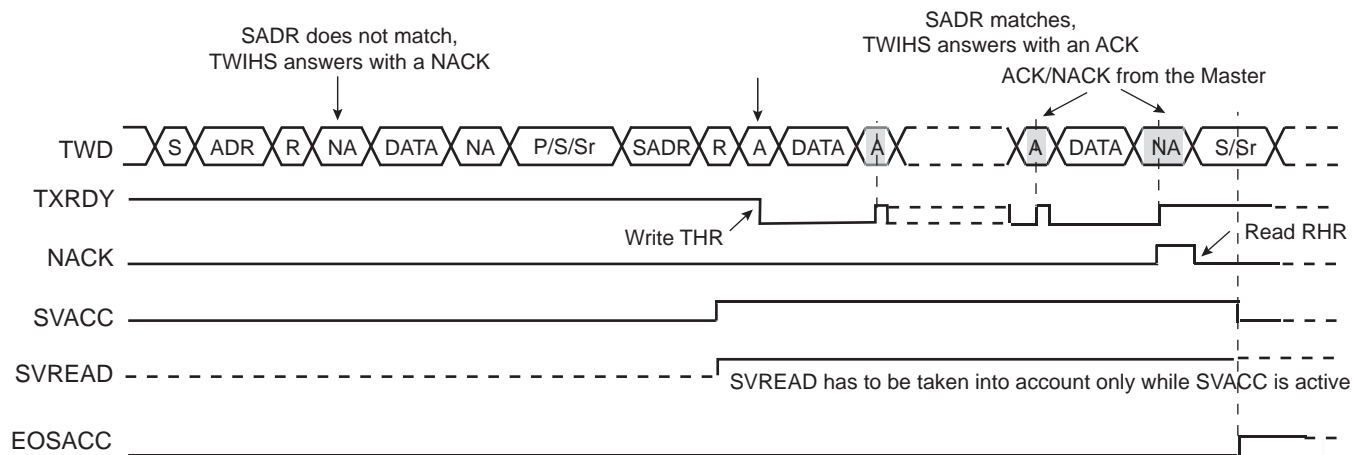 SADR does not match,
TWIHS answers with a NACK
SADR matches,
TWIHS answers with an ACK
ACK/NACK from the Master
TWD S ADR R NA DATA NA P/S/Sr SADR R A DATA A A DATA NA S/Sr
TXRDY
Write THR
Read RHR
NACK
SVACC
SVREAD
SVREAD has to be taken into account only while SVACC is active
EOSACC